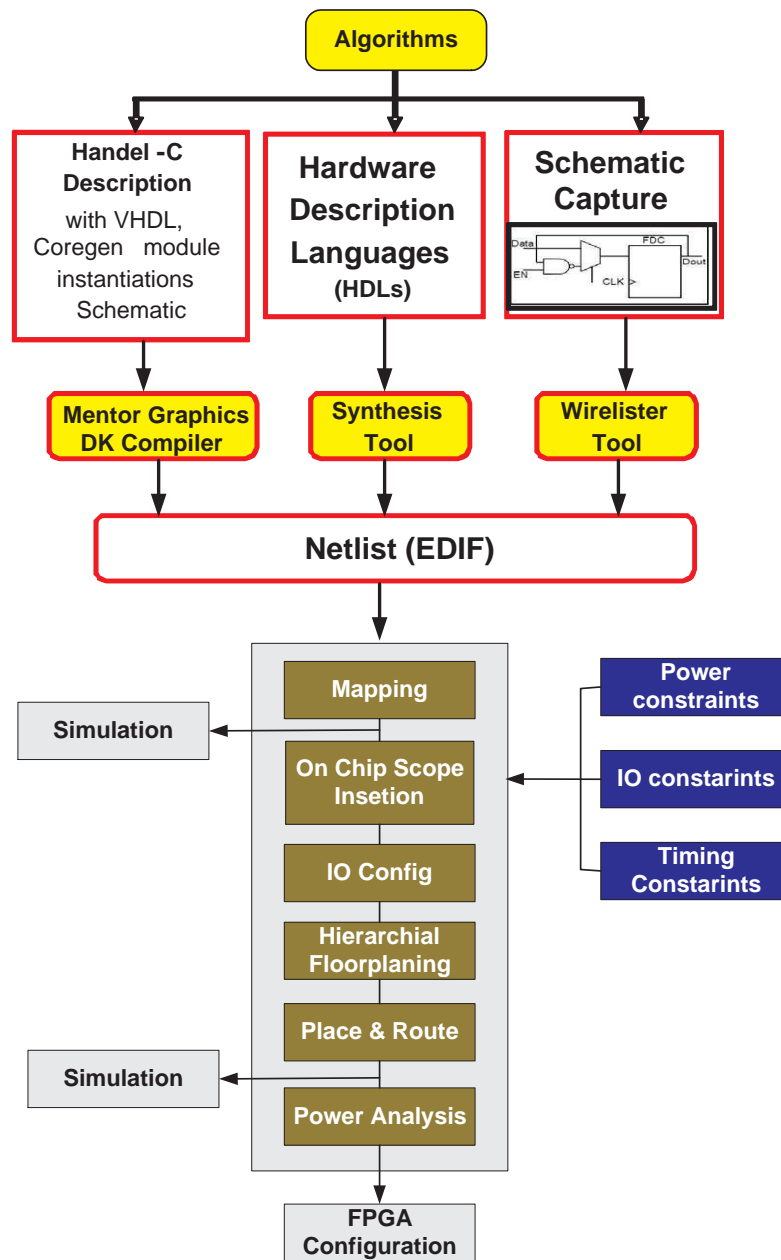 Algorithms
Handel -C
Description
with VHDL,
Coregen module
instantiations
Schematic
Hardware
Description
Languages
(HDLs)
Schematic
Capture
Data
EN
CLK
FDC
Dout
Mentor Graphics
DK Compiler
Synthesis
Tool
Wirelister
Tool
Netlist (EDIF)
Mapping
Simulation
On Chip Scope
Insetion
IO Config
Hierarchial
Floorplaning
Place & Route
Simulation
Power Analysis
FPGA
Configuration
Power
constraints
IO constarints
Timing
Constarints